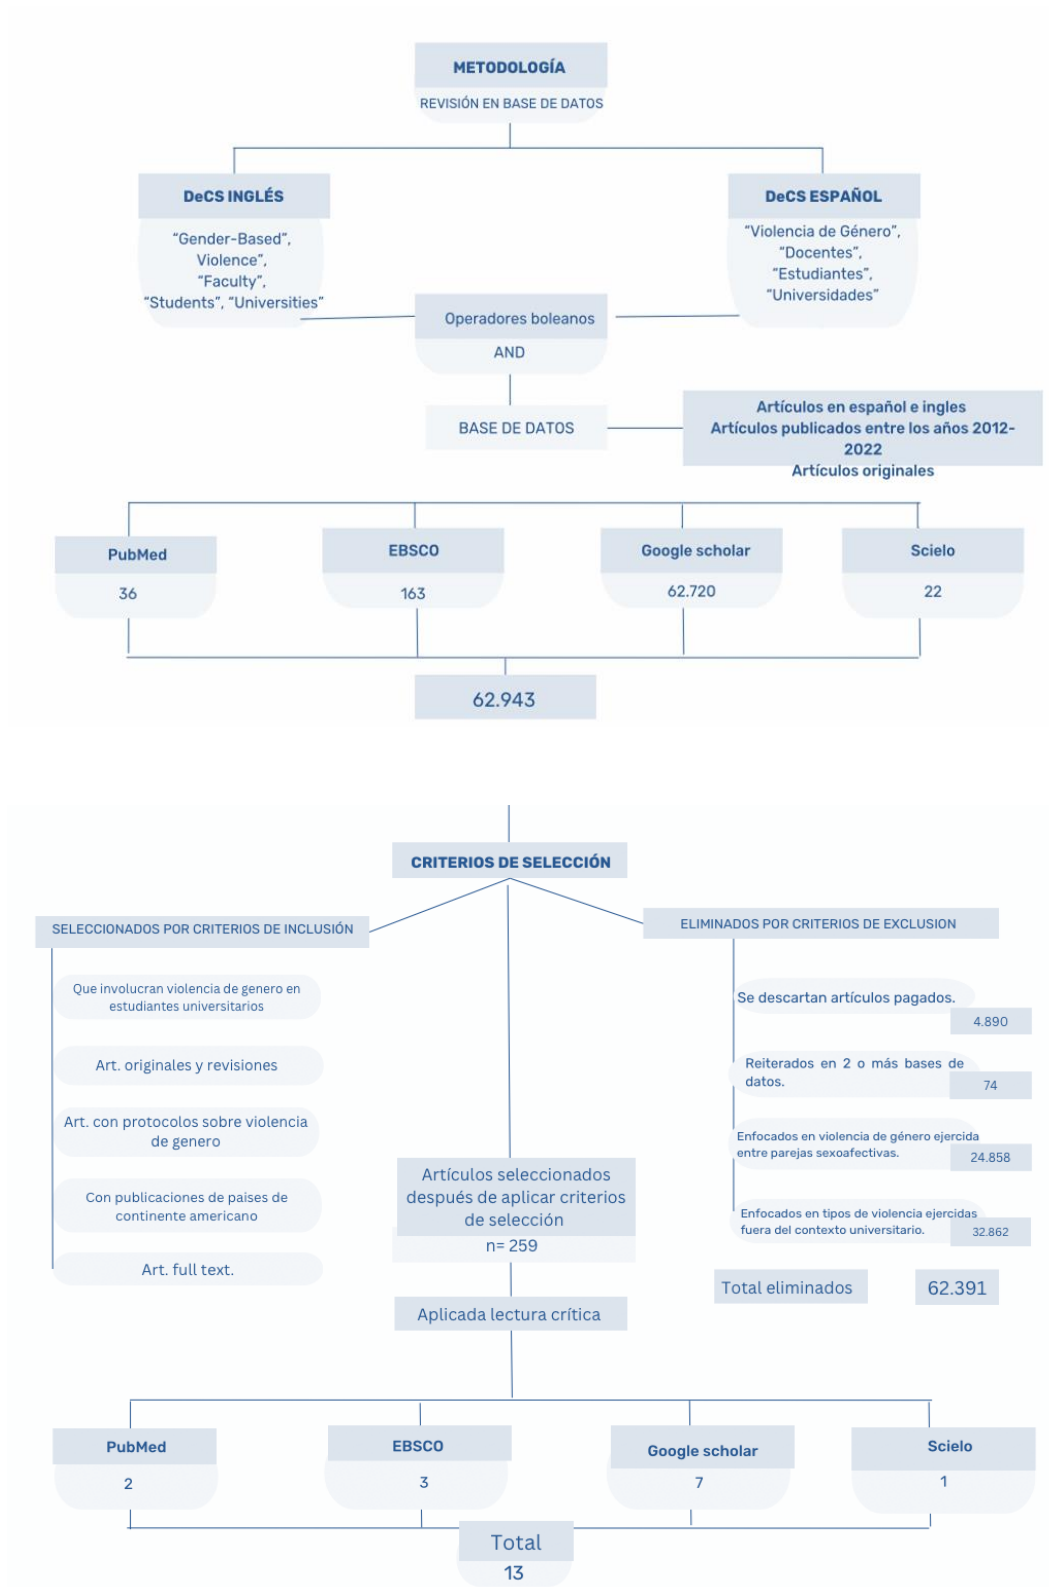 METODOLOGÍA
REVISIÓN EN BASE DE DATOS
DeCS INGLÉS
“Gender-Based”,
Violence”,
“Faculty”,
“Students”, “Universities”
DeCS ESPAÑOL
“Violencia de Género”,
“Docentes”,
“Estudiantes”,
“Universidades”
Operadores boleanos
AND
BASE DE DATOS
Artículos en español e ingles
Artículos publicados entre los años 2012-
2022
Artículos originales
PubMed
36
EBSCO
163
Google scholar
62.720
Scielo
22
62.943
CRITERIOS DE SELECCIÓN
SELECCIONADOS POR CRITERIOS DE INCLUSIÓN
Que involucran violencia de genero en
estudiantes universitarios
Art. originales y revisiones
Art. con protocolos sobre violencia
de genero
Con publicaciones de paises de
continente americano
Art. full text.
ELIMINADOS POR CRITERIOS DE EXCLUSION
Se descartan artículos pagados.
4.890
Reiterados en 2 o más bases de
datos.
74
Enfocados en violencia de género ejercida
entre parejas sexoafectivas.
24.858
Enfocados en tipos de violencia ejercidas
fuera del contexto universitario.
32.862
Total eliminados
62.391
Artículos seleccionados
después de aplicar criterios
de selección
n= 259
Aplicada lectura crítica
PubMed
2
EBSCO
3
Google scholar
7
Scielo
1
Total
13